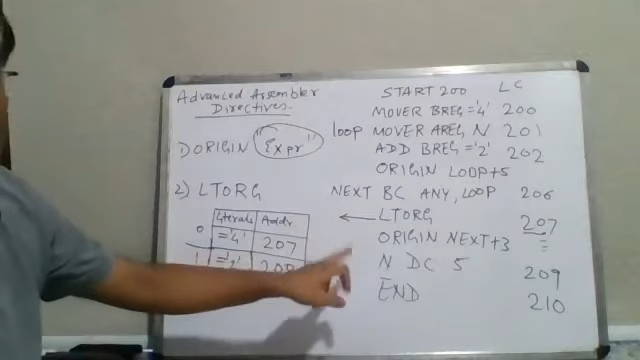 Advanced Assembler
Directives.
1) ORIGIN "Expr"
2) LTORG
Literals Addr
0 ='4' 207
1 ='2' 208
START 200 LC
MOVER BREG='4' 200
loop MOVER AREG N 201
ADD BREG='2' 202
ORIGIN LOOP+5
NEXT BC ANY, LOOP 206
LTORG 207
ORIGIN NEXT+3
N DC 5 209
END 210